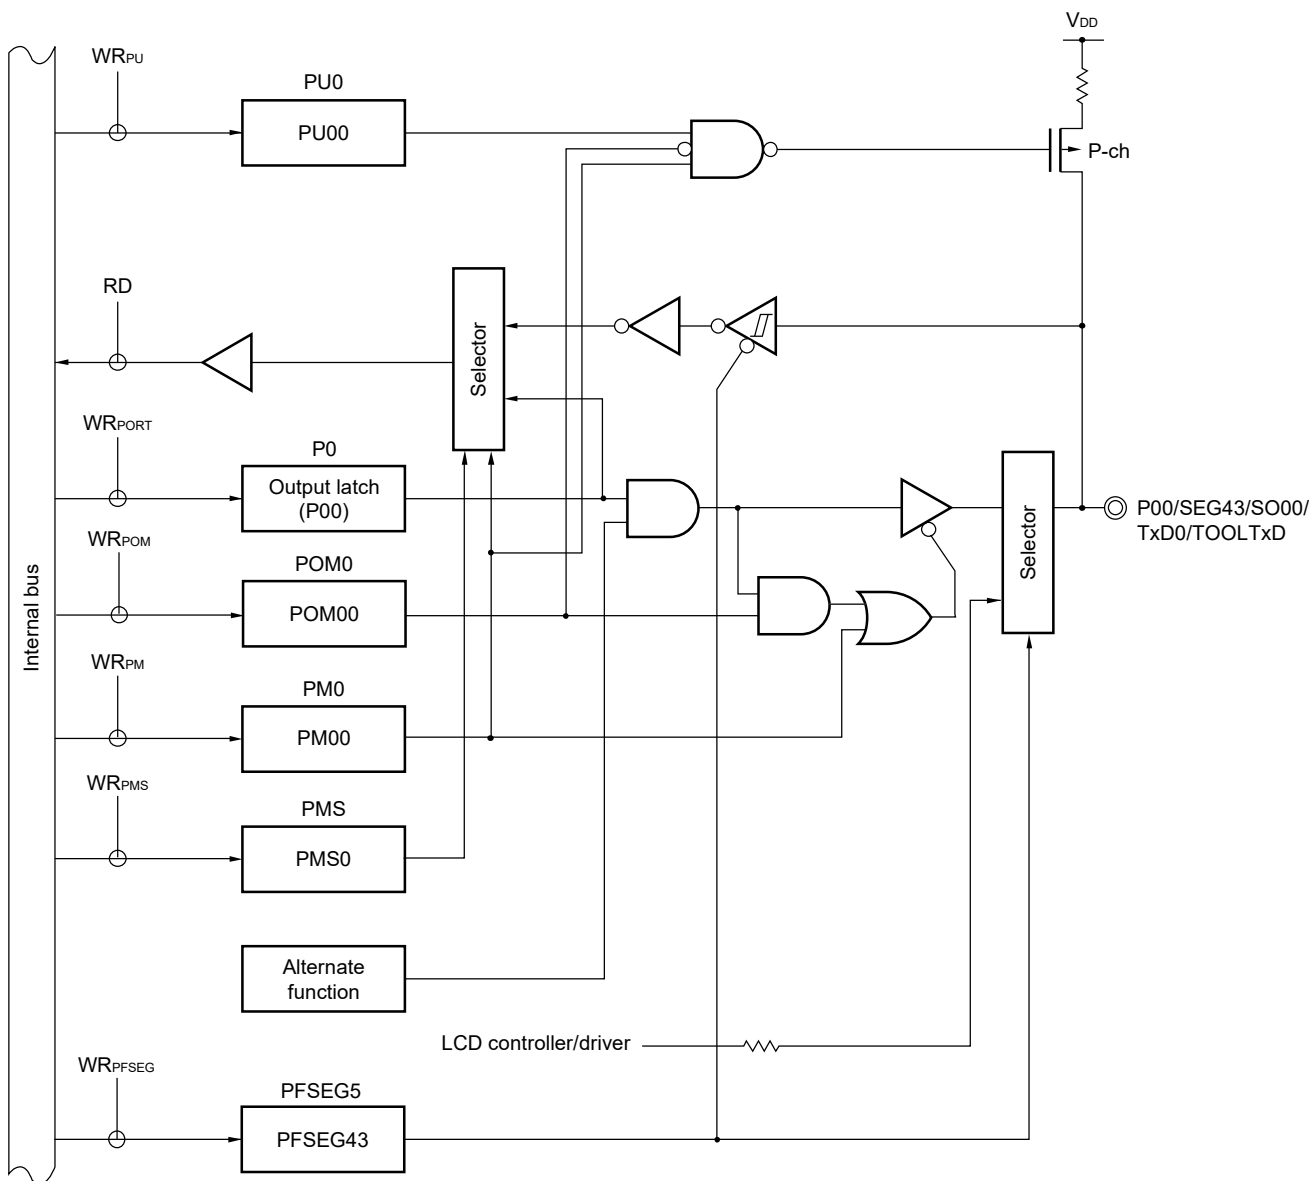 VDD
WRPU
PU0
PU00
P-ch
RD
Selector
WRPORT
P0
Output latch
(P00)
WRPOM
POM0
POM00
Selector
P00/SEG43/SO00/
TxD0/TOOLTxD
Internal bus
WRPM
PM0
PM00
WRPMS
PMS
PMS0
Alternate
function
LCD controller/driver
WRPFSEG
PFSEG5
PFSEG43